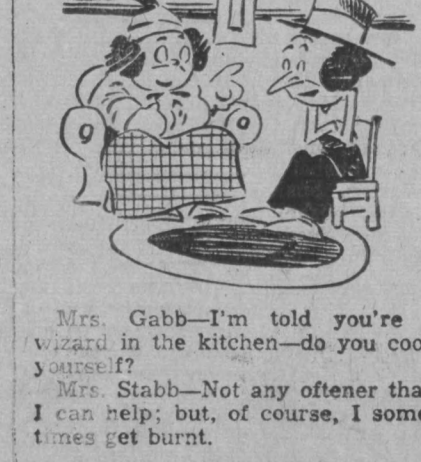 Mrs. Gabb—I'm told you're
wizard in the kitchen—do you coo
yourself?
Mrs. Stabb—Not any oftener tha
I can help; but, of course, I some
times get burnt.